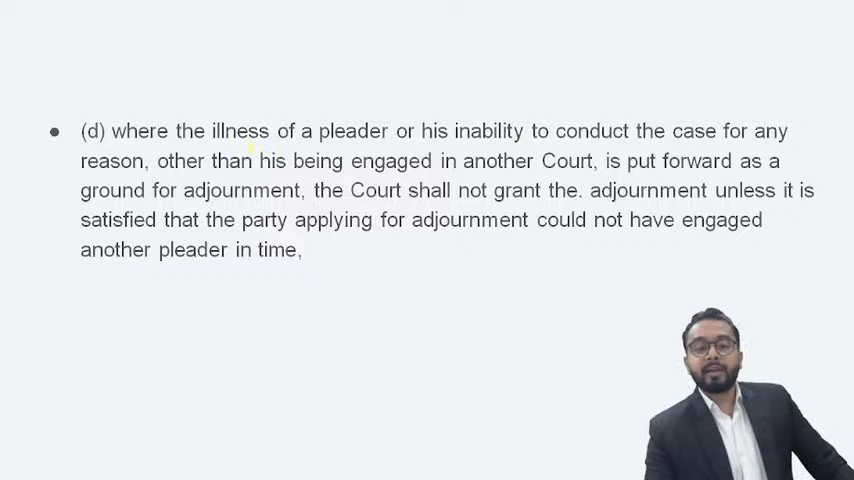 (d) where the illness of a pleader or his inability to conduct the case for any
reason, other than his being engaged in another Court, is put forward as a
ground for adjournment, the Court shall not grant the. adjournment unless it is
satisfied that the party applying for adjournment could not have engaged
another pleader in time,